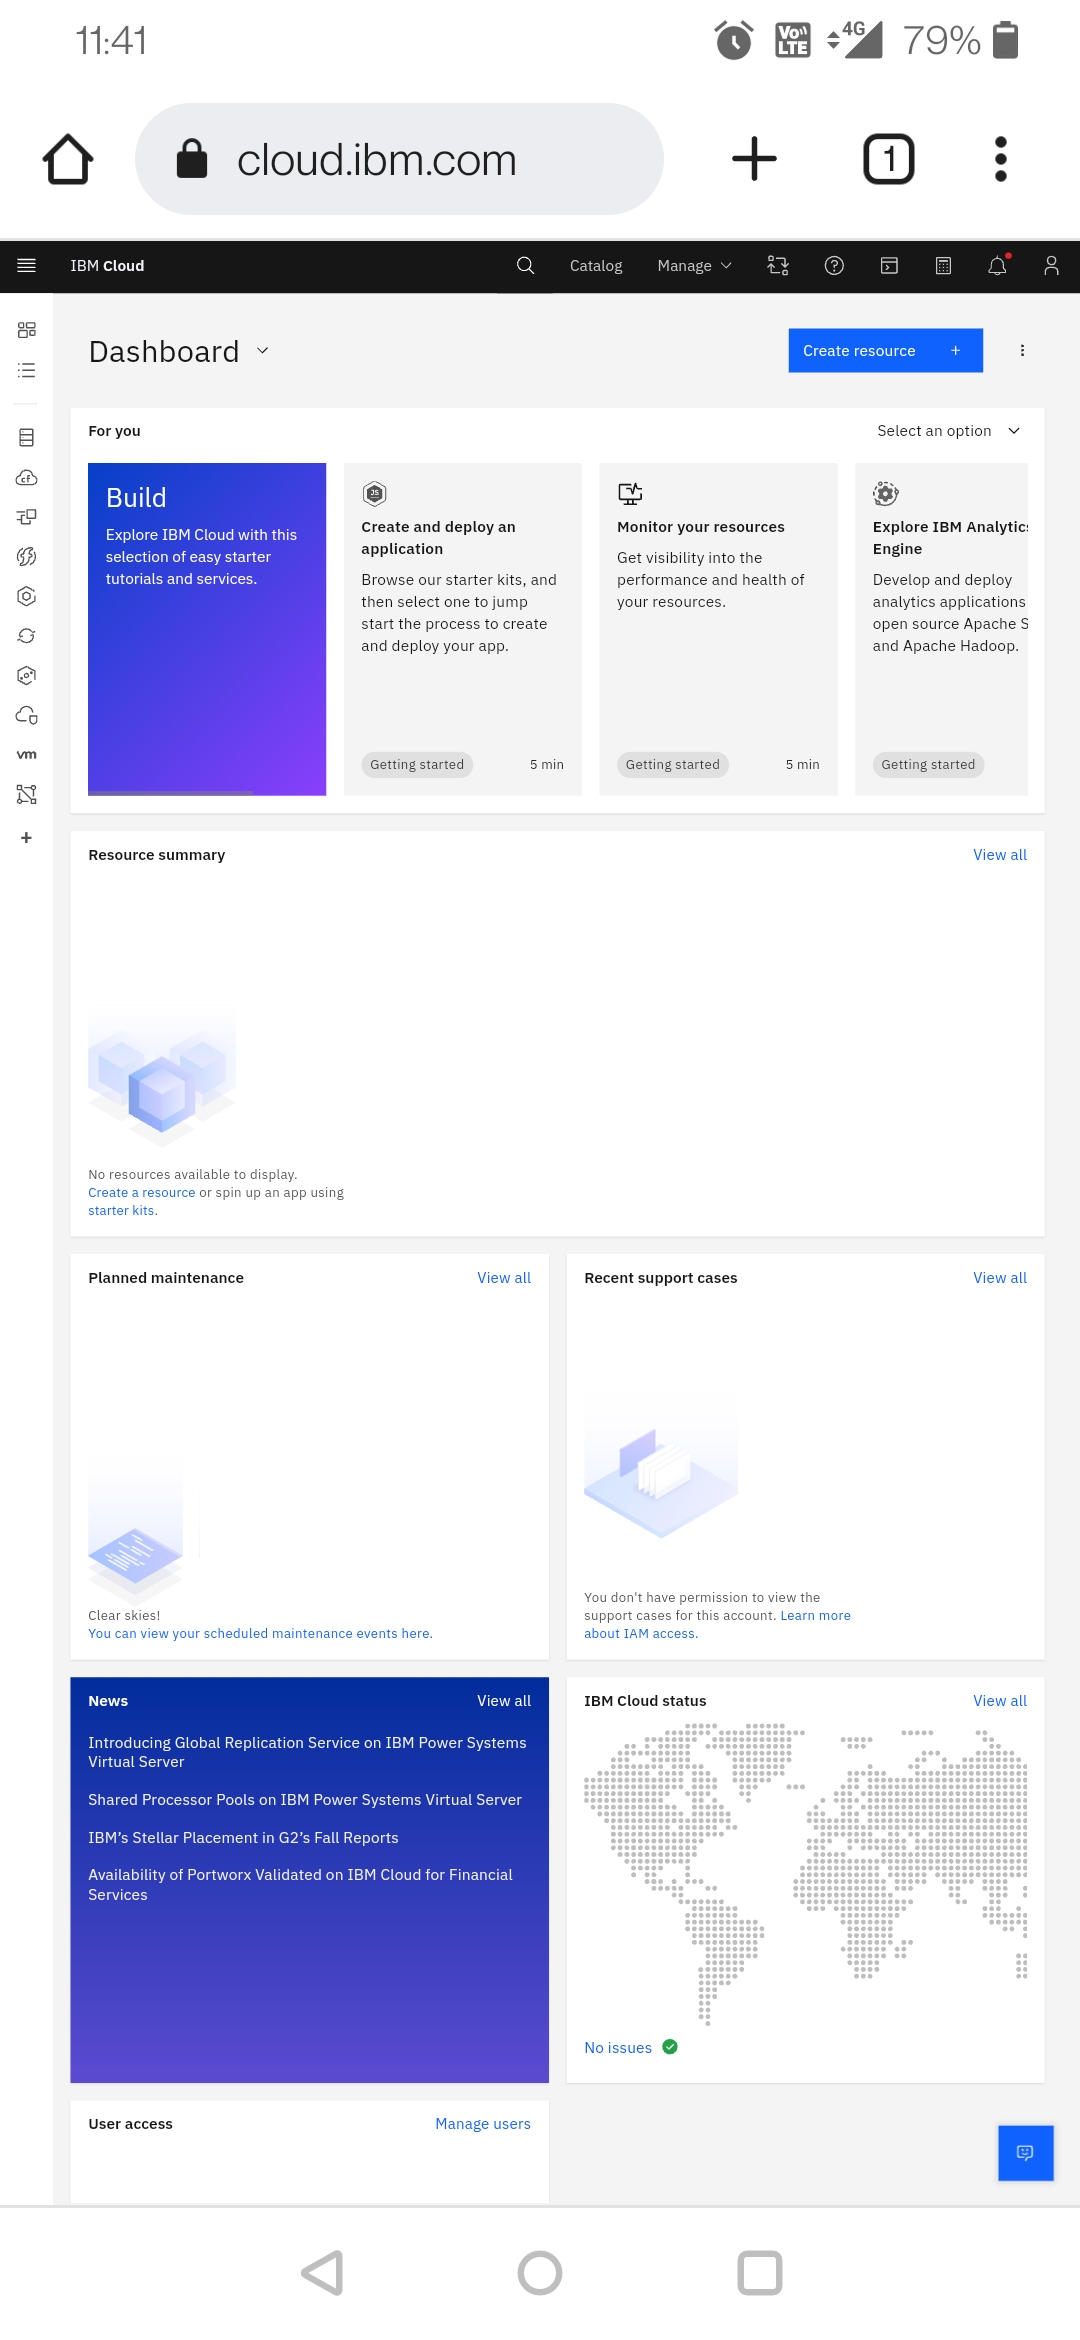 11:41
VoLTE
4G
79%
cloud.ibm.com
1
IBM Cloud
Catalog
Manage
Dashboard
Create resource +
For you
Select an option
Build
Explore IBM Cloud with this
selection of easy starter
tutorials and services.
JS
Create and deploy an
application
Browse our starter kits, and
then select one to jump
start the process to create
and deploy your app.
Getting started
5 min
Monitor your resources
Get visibility into the
performance and health of
your resources.
Getting started
5 min
Explore IBM Analytics
Engine
Develop and deploy
analytics applications
open source Apache S
and Apache Hadoop.
Getting started
cf
vm
Resource summary
View all
No resources available to display.
Create a resource or spin up an app using
starter kits.
Planned maintenance
View all
Clear skies!
You can view your scheduled maintenance events here.
Recent support cases
View all
You don't have permission to view the
support cases for this account. Learn more
about IAM access.
News
View all
Introducing Global Replication Service on IBM Power Systems
Virtual Server
Shared Processor Pools on IBM Power Systems Virtual Server
IBM’s Stellar Placement in G2’s Fall Reports
Availability of Portworx Validated on IBM Cloud for Financial
Services
IBM Cloud status
View all
No issues
User access
Manage users